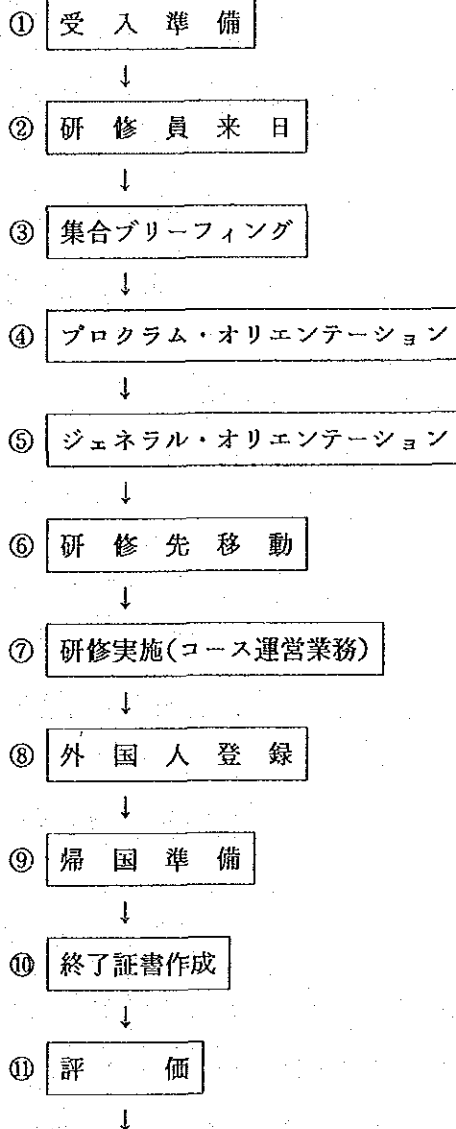 ① 受入準備
↓
② 研修員来日
↓
③ 集合ブリーフィング
↓
④ プロクラム・オリエンテーション
↓
⑤ ジェネラル・オリエンテーション
↓
⑥ 研修先移動
↓
⑦ 研修実施(コース運営業務)
↓
⑧ 外国人登録
↓
⑨ 帰国準備
↓
⑩ 終了証書作成
↓
⑪ 評価
↓